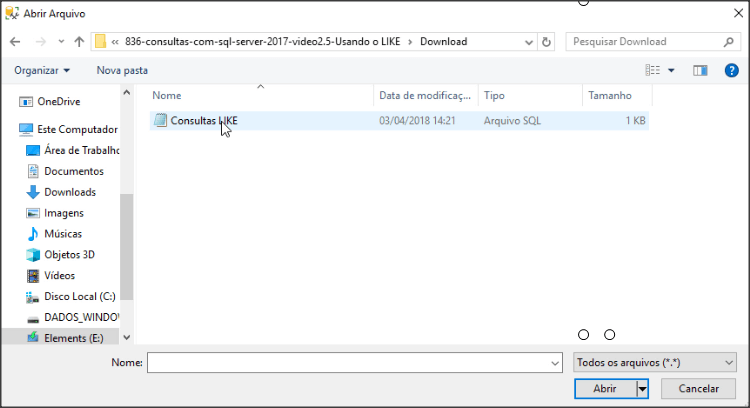 Abrir Arquivo
836-consultas-com-sql-server-2017-video2.5-Usando o LIKE
Download
Pesquisar Download
Organizar
Nova pasta
Nome
Data de modificaç...
Tipo
Tamanho
Consultas LIKE
03/04/2018 14:21
Arquivo SQL
1 KB
OneDrive
Este Computador
Área de Trabalho
Documentos
Downloads
Imagens
Músicas
Objetos 3D
Vídeos
Disco Local (C:)
DADOS_WINDOW
Elements (E:)
Nome:
Todos os arquivos (*.*)
Abrir
Cancelar